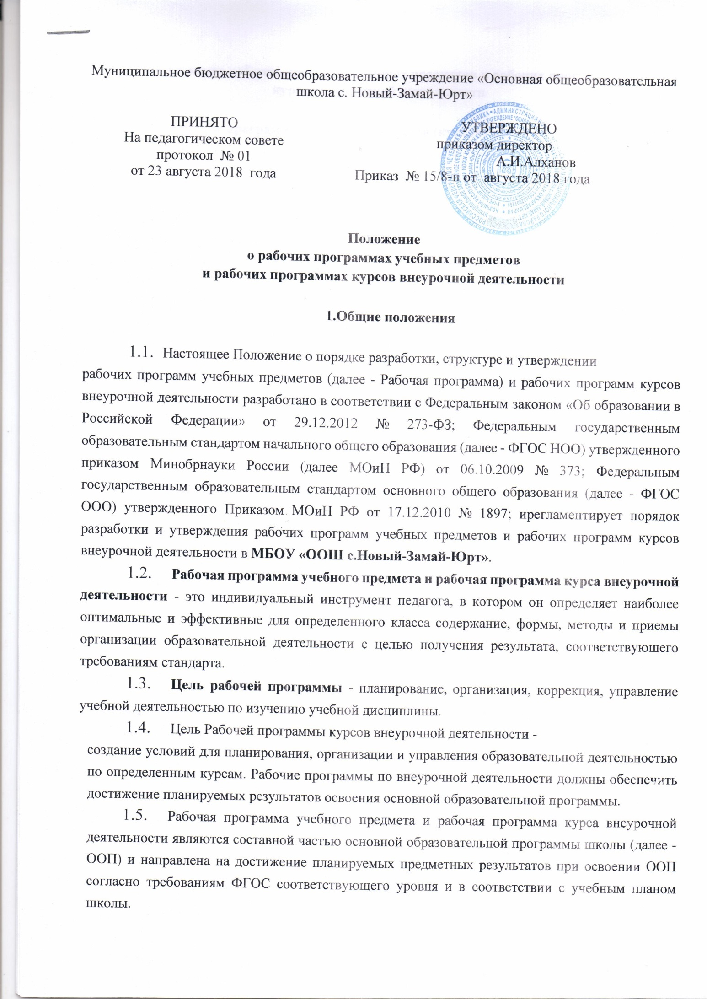 Муниципальное бюджетное общеобразовательное учреждение «Основная общеобразовательная
школа с. Новый-Замай-Юрт»
ПРИНЯТО
На педагогическом совете
протокол № 01
от 23 августа 2018 года
УТВЕРЖДЕНО
приказом директор
А.И.Алханов
Приказ № 15/8-п от августа 2018 года
Положение
о рабочих программах учебных предметов
и рабочих программах курсов внеурочной деятельности
1.Общие положения
1.1. Настоящее Положение о порядке разработки, структуре и утверждении
рабочих программ учебных предметов (далее - Рабочая программа) и рабочих программ курсов
внеурочной деятельности разработано в соответствии с Федеральным законом «Об образовании в
Российской Федерации» от 29.12.2012 № 273-ФЗ; Федеральным государственным
образовательным стандартом начального общего образования (далее - ФГОС НОО) утвержденного
приказом Минобрнауки России (далее МОиН РФ) от 06.10.2009 № 373; Федеральным
государственным образовательным стандартом основного общего образования (далее - ФГОС
ООО) утвержденного Приказом МОиН РФ от 17.12.2010 № 1897; ирегламентирует порядок
разработки и утверждения рабочих программ учебных предметов и рабочих программ курсов
внеурочной деятельности в МБОУ «ООШ с.Новый-Замай-Юрт».
1.2. Рабочая программа учебного предмета и рабочая программа курса внеурочной
деятельности - это индивидуальный инструмент педагога, в котором он определяет наиболее
оптимальные и эффективные для определенного класса содержание, формы, методы и приемы
организации образовательной деятельности с целью получения результата, соответствующего
требованиям стандарта.
1.3. Цель рабочей программы - планирование, организация, коррекция, управление
учебной деятельностью по изучению учебной дисциплины.
1.4. Цель Рабочей программы курсов внеурочной деятельности -
создание условий для планирования, организации и управления образовательной деятельностью
по определенным курсам. Рабочие программы по внеурочной деятельности должны обеспечить
достижение планируемых результатов освоения основной образовательной программы.
1.5. Рабочая программа учебного предмета и рабочая программа курса внеурочной
деятельности являются составной частью основной образовательной программы школы (далее -
ООП) и направлена на достижение планируемых предметных результатов при освоении ООП
согласно требованиям ФГОС соответствующего уровня и в соответствии с учебным планом
школы.